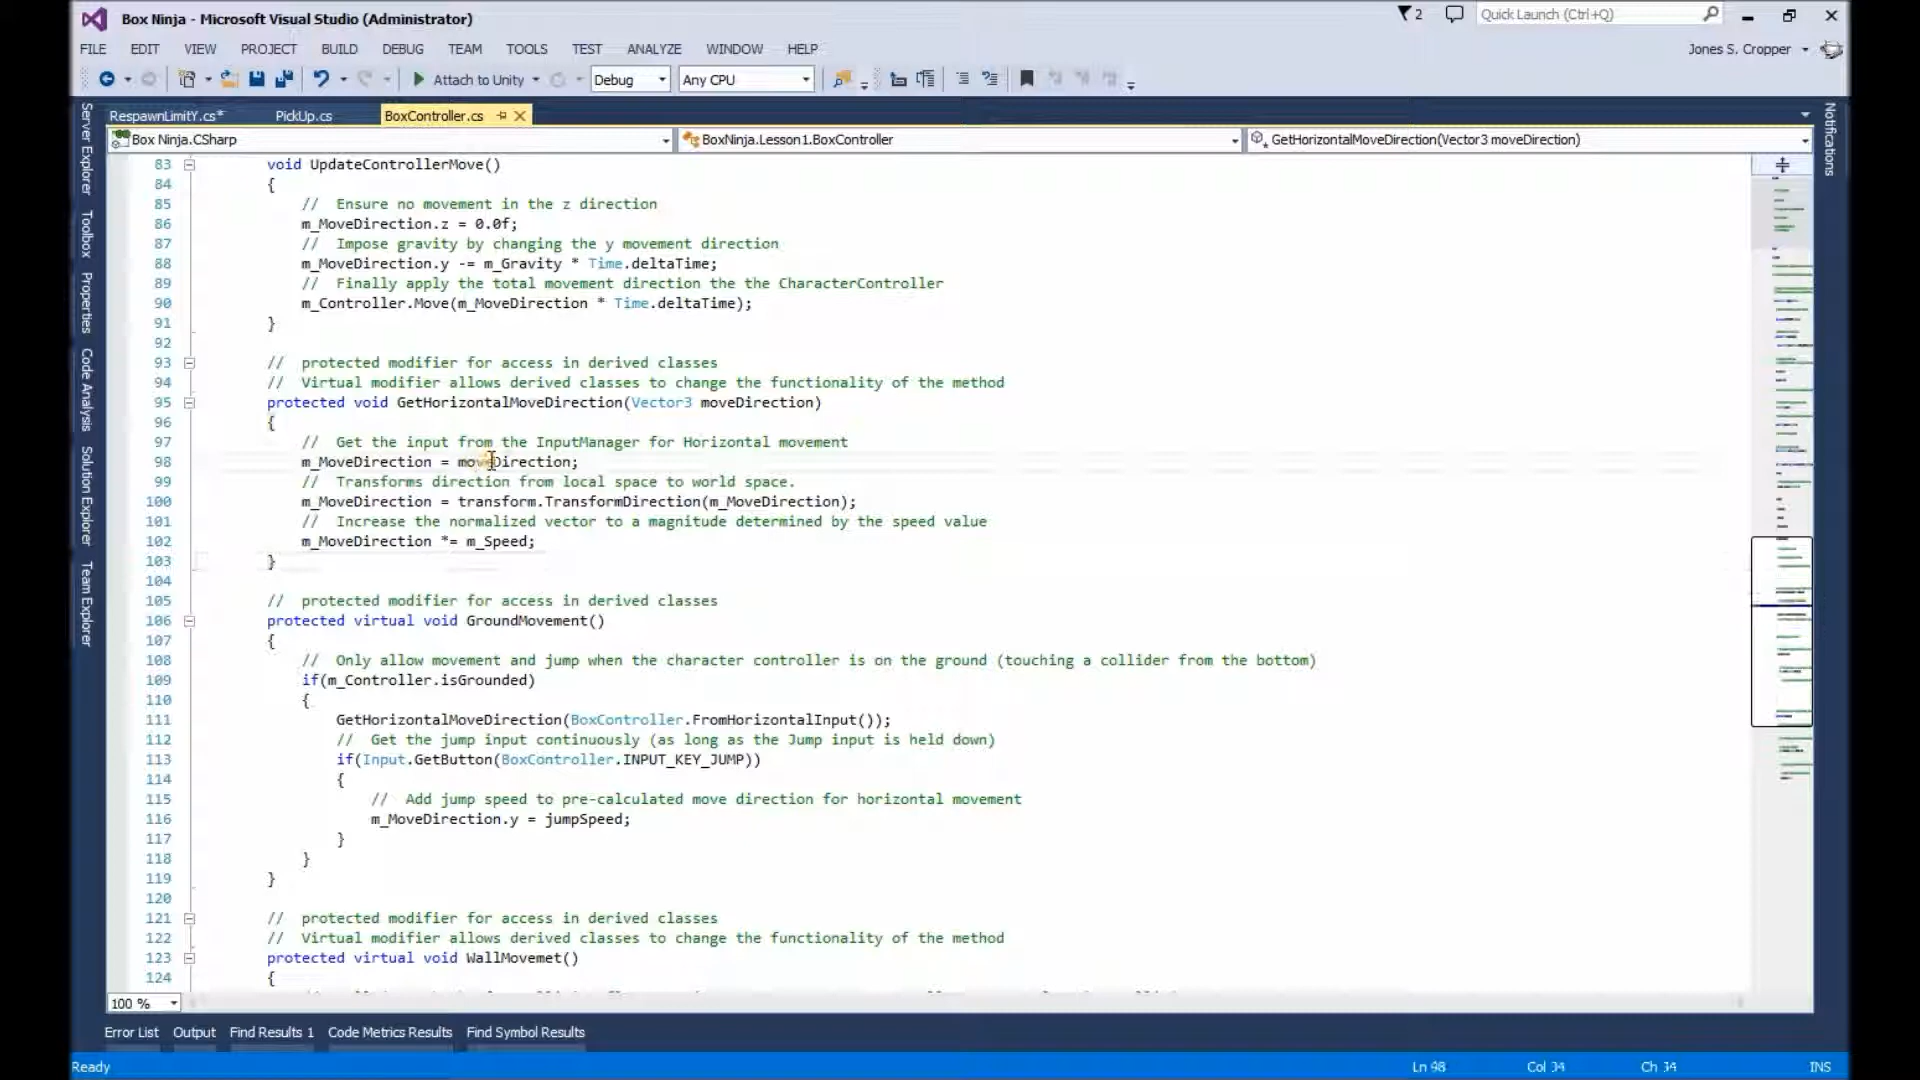 Box Ninja - Microsoft Visual Studio (Administrator)
2
Quick Launch (Ctrl+Q)
FILE EDIT VIEW PROJECT BUILD DEBUG TEAM TOOLS TEST ANALYZE WINDOW HELP
Jones S. Cropper
Attach to Unity Debug Any CPU
RespawnLimitY.cs* PickUp.cs BoxController.cs
Box Ninja.CSharp BoxNinja.Lesson1.BoxController GetHorizontalMoveDirection(Vector3 moveDirection)
Server Explorer
Toolbox
Properties
Code Analysis
Solution Explorer
Team Explorer
Notifications
83 void UpdateControllerMove()
84 {
85 // Ensure no movement in the z direction
86 m_MoveDirection.z = 0.0f;
87 // Impose gravity by changing the y movement direction
88 m_MoveDirection.y -= m_Gravity * Time.deltaTime;
89 // Finally apply the total movement direction the the CharacterController
90 m_Controller.Move(m_MoveDirection * Time.deltaTime);
91 }
92
93 // protected modifier for access in derived classes
94 // Virtual modifier allows derived classes to change the functionality of the method
95 protected void GetHorizontalMoveDirection(Vector3 moveDirection)
96 {
97 // Get the input from the InputManager for Horizontal movement
98 m_MoveDirection = moveDirection;
99 // Transforms direction from local space to world space.
100 m_MoveDirection = transform.TransformDirection(m_MoveDirection);
101 // Increase the normalized vector to a magnitude determined by the speed value
102 m_MoveDirection *= m_Speed;
103 }
104
105 // protected modifier for access in derived classes
106 protected virtual void GroundMovement()
107 {
108 // Only allow movement and jump when the character controller is on the ground (touching a collider from the bottom)
109 if(m_Controller.isGrounded)
110 {
111 GetHorizontalMoveDirection(BoxController.FromHorizontalInput());
112 // Get the jump input continuously (as long as the Jump input is held down)
113 if(Input.GetButton(BoxController.INPUT_KEY_JUMP))
114 {
115 // Add jump speed to pre-calculated move direction for horizontal movement
116 m_MoveDirection.y = jumpSpeed;
117 }
118 }
119 }
120
121 // protected modifier for access in derived classes
122 // Virtual modifier allows derived classes to change the functionality of the method
123 protected virtual void WallMovemet()
124 {
100 %
Error List Output Find Results 1 Code Metrics Results Find Symbol Results
Ready Ln 98 Col 34 Ch 34 INS